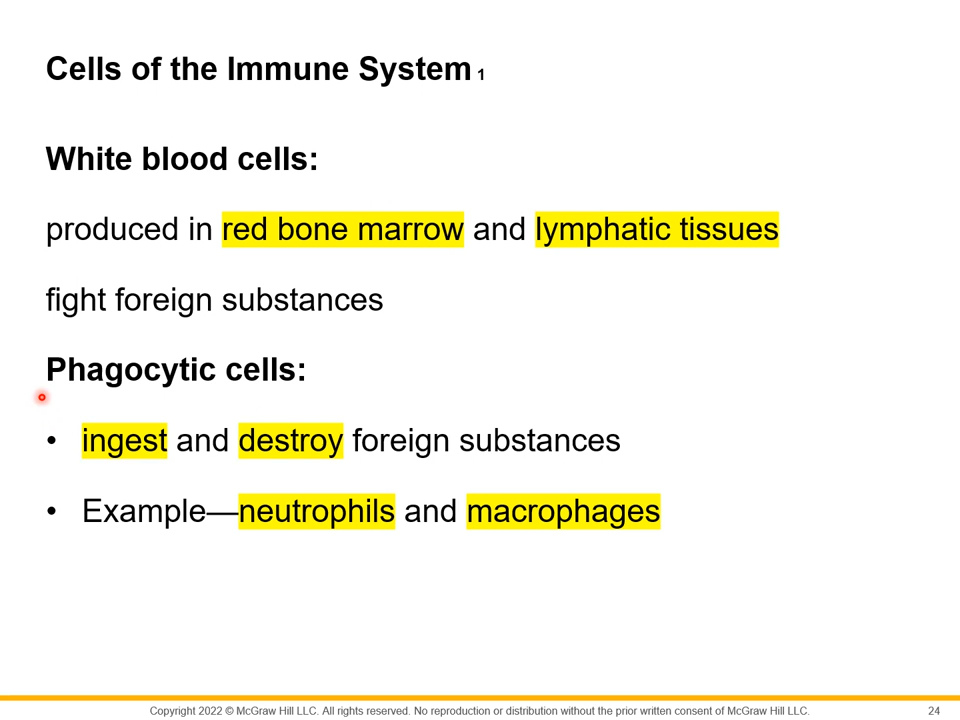 Cells of the Immune System 1
White blood cells:
produced in red bone marrow and lymphatic tissues
fight foreign substances
Phagocytic cells:
• ingest and destroy foreign substances
• Example—neutrophils and macrophages
Copyright 2022 © McGraw Hill LLC. All rights reserved. No reproduction or distribution without the prior written consent of McGraw Hill LLC.
24